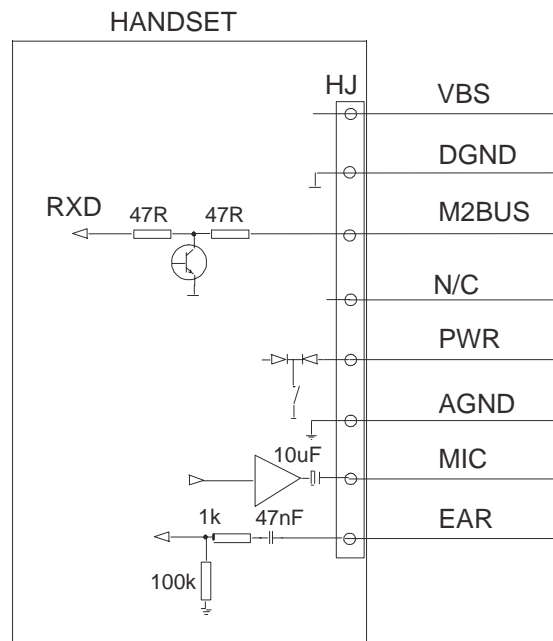 HANDSET
HJ
VBS
DGND
RXD
47R
47R
M2BUS
N/C
PWR
AGND
10uF
MIC
1k
47nF
EAR
100k